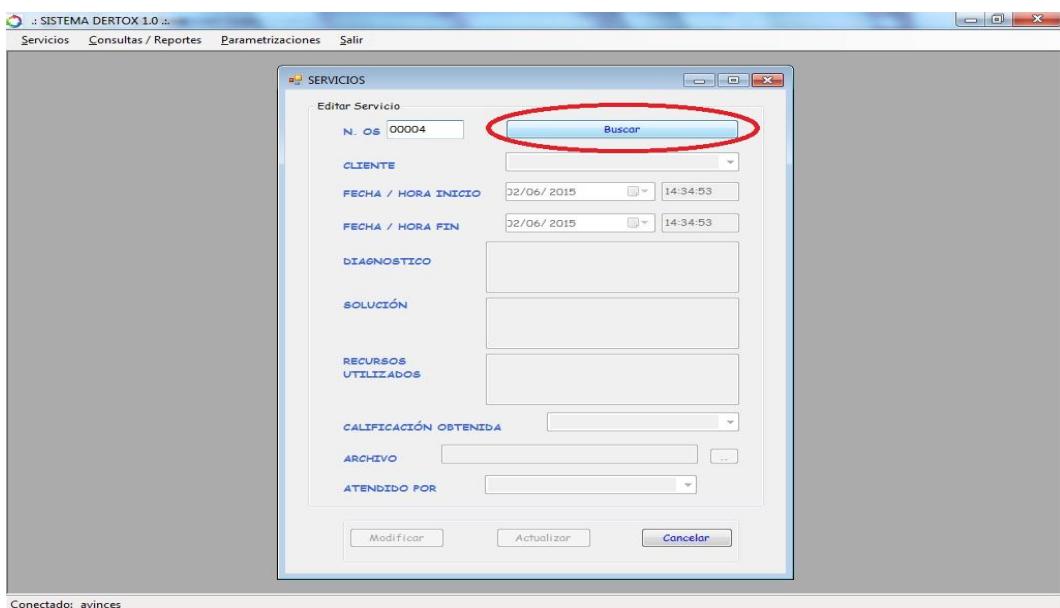 .: SISTEMA DERTOX 1.0 :.
Servicios Consultas / Reportes Parametrizaciones Salir
SERVICIOS
Editar Servicio
N. OS 00004 Buscar
CLIENTE
FECHA / HORA INICIO 02/06/ 2015 14:34:53
FECHA / HORA FIN 02/06/ 2015 14:34:53
DIAGNOSTICO
SOLUCIÓN
RECURSOS
UTILIZADOS
CALIFICACIÓN OBTENIDA
ARCHIVO ...
ATENDIDO POR
Modificar Actualizar Cancelar
Conectado: avinces